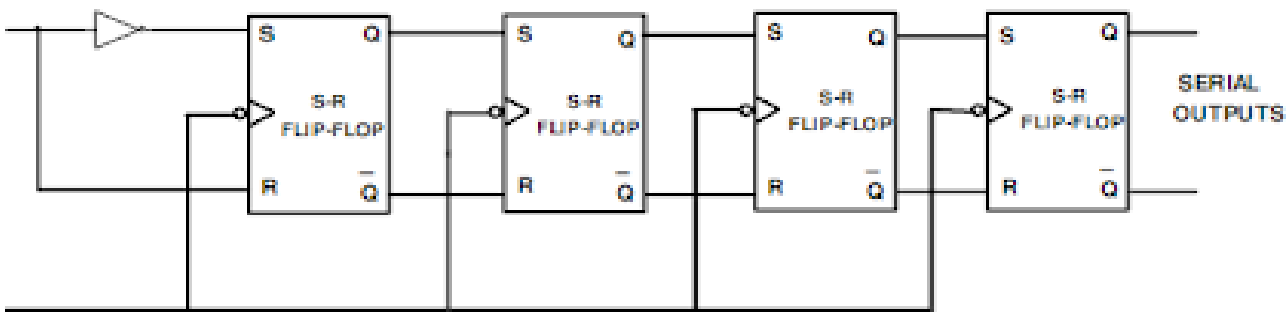 S Q
S-R
FLIP-FLOP
R Q̅
S Q
S-R
FLIP-FLOP
R Q̅
S Q
S-R
FLIP-FLOP
R Q̅
S Q
S-R
FLIP-FLOP
R Q̅
SERIAL
OUTPUTS